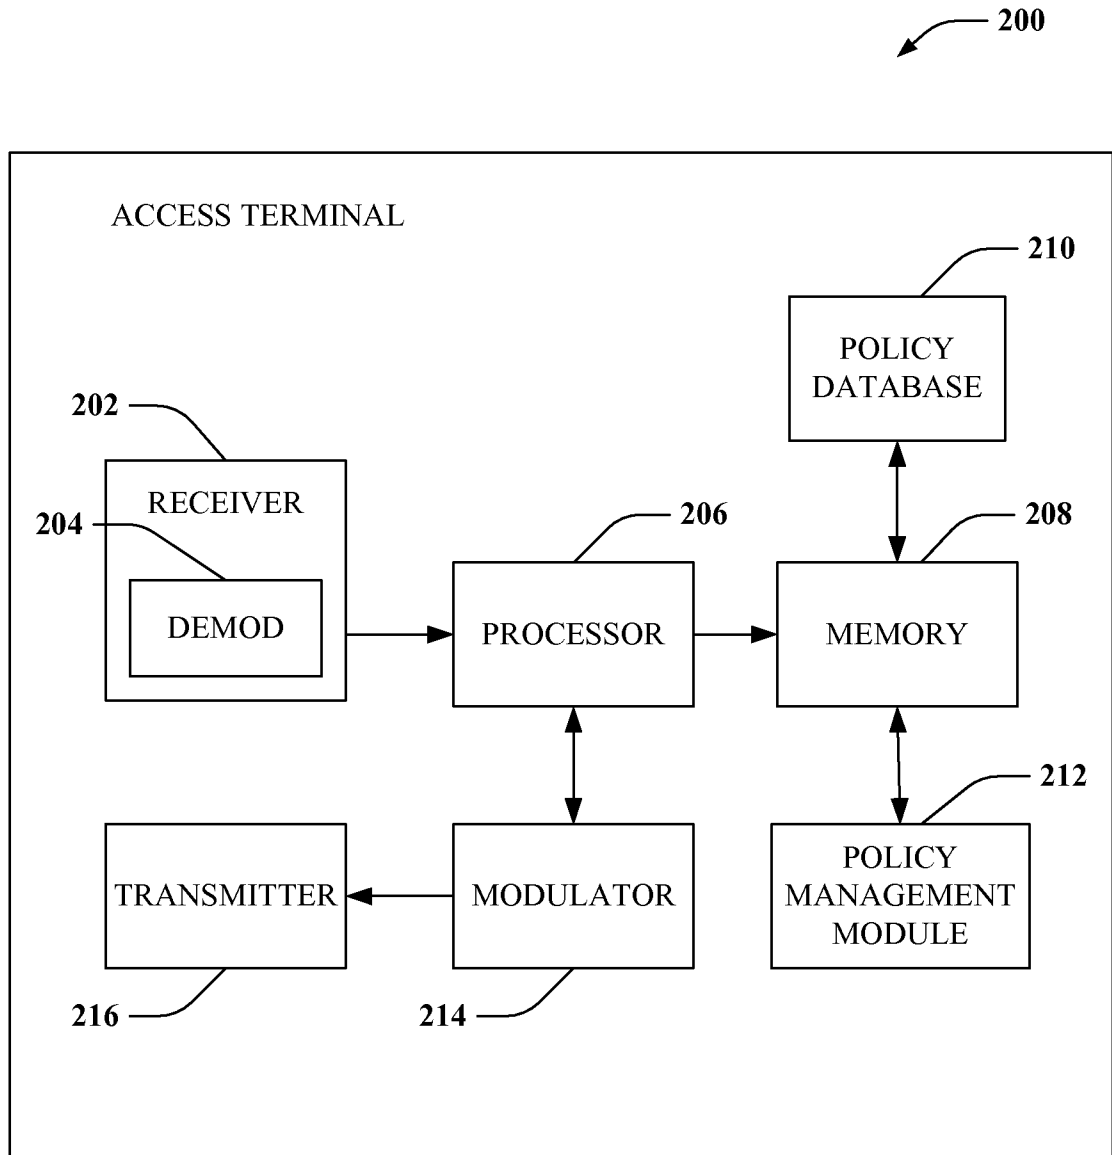 200
ACCESS TERMINAL
210
POLICY
DATABASE
202
RECEIVER
204
DEMOD
206
PROCESSOR
208
MEMORY
212
TRANSMITTER
216
MODULATOR
214
POLICY
MANAGEMENT
MODULE